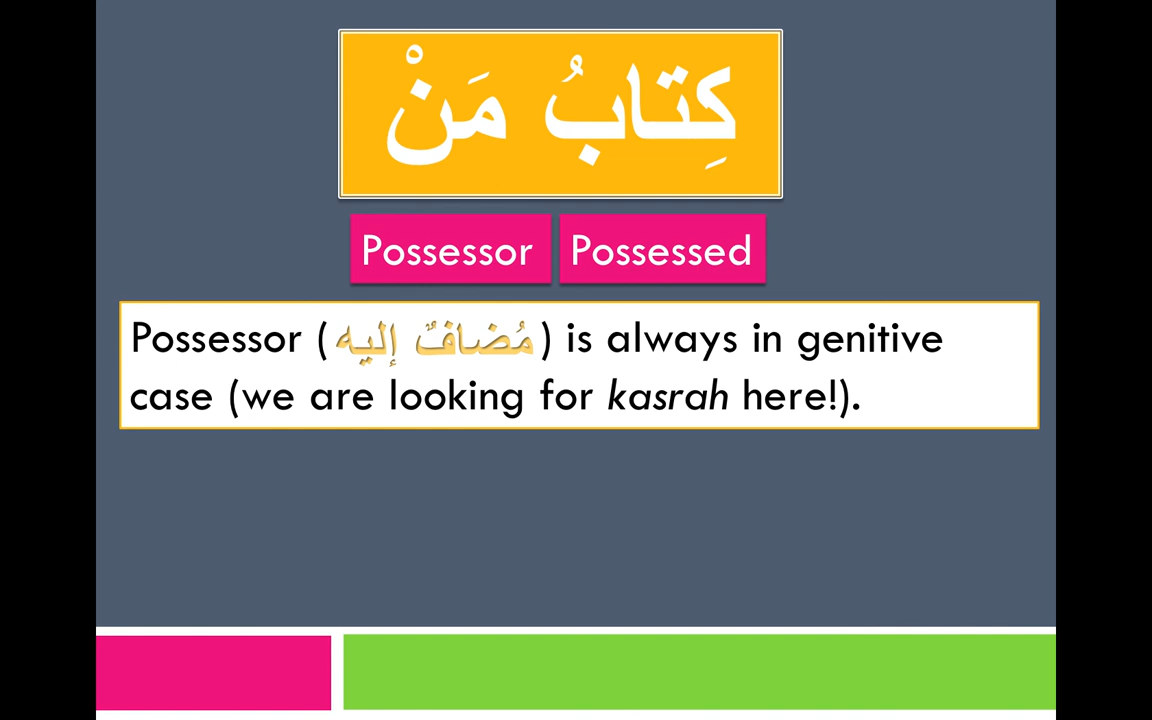 كِتابُ مَنْ
Possessor Possessed
Possessor (مُضافٌ إليه) is always in genitive
case (we are looking for kasrah here!).